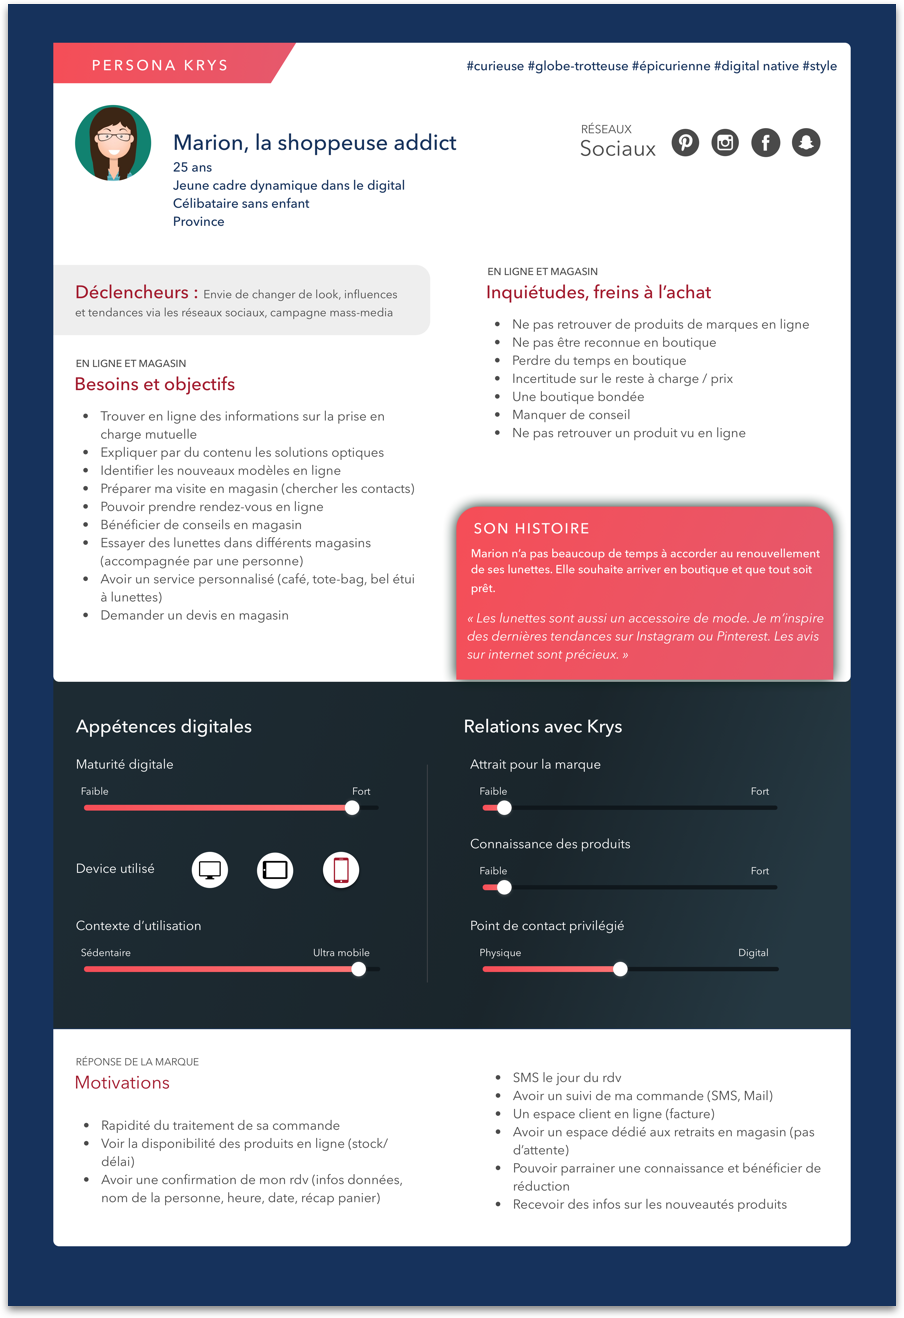 PERSONA KRYS
#curieuse #globe-trotteuse #épicurienne #digital native #style
Marion, la shoppeuse addict
25 ans
Jeune cadre dynamique dans le digital
Célibataire sans enfant
Province
RÉSEAUX
Sociaux
Déclencheurs : Envie de changer de look, influences
et tendances via les réseaux sociaux, campagne mass-media
EN LIGNE ET MAGASIN
Besoins et objectifs
• Trouver en ligne des informations sur la prise en
charge mutuelle
• Expliquer par du contenu les solutions optiques
• Identifier les nouveaux modèles en ligne
• Préparer ma visite en magasin (chercher les contacts)
• Pouvoir prendre rendez-vous en ligne
• Bénéficier de conseils en magasin
• Essayer des lunettes dans différents magasins
(accompagnée par une personne)
• Avoir un service personnalisé (café, tote-bag, bel étui
à lunettes)
• Demander un devis en magasin
EN LIGNE ET MAGASIN
Inquiétudes, freins à l’achat
• Ne pas retrouver de produits de marques en ligne
• Ne pas être reconnue en boutique
• Perdre du temps en boutique
• Incertitude sur le reste à charge / prix
• Une boutique bondée
• Manquer de conseil
• Ne pas retrouver un produit vu en ligne
SON HISTOIRE
Marion n’a pas beaucoup de temps à accorder au renouvellement
de ses lunettes. Elle souhaite arriver en boutique et que tout soit
prêt.
« Les lunettes sont aussi un accessoire de mode. Je m’inspire
des dernières tendances sur Instagram ou Pinterest. Les avis
sur internet sont précieux. »
Appétences digitales
Maturité digitale
Faible Fort
Device utilisé
Contexte d’utilisation
Sédentaire Ultra mobile
Relations avec Krys
Attrait pour la marque
Faible Fort
Connaissance des produits
Faible Fort
Point de contact privilégié
Physique Digital
RÉPONSE DE LA MARQUE
Motivations
• Rapidité du traitement de sa commande
• Voir la disponibilité des produits en ligne (stock/
délai)
• Avoir une confirmation de mon rdv (infos données,
nom de la personne, heure, date, récap panier)
• SMS le jour du rdv
• Avoir un suivi de ma commande (SMS, Mail)
• Un espace client en ligne (facture)
• Avoir un espace dédié aux retraits en magasin (pas
d’attente)
• Pouvoir parrainer une connaissance et bénéficier de
réduction
• Recevoir des infos sur les nouveautés produits